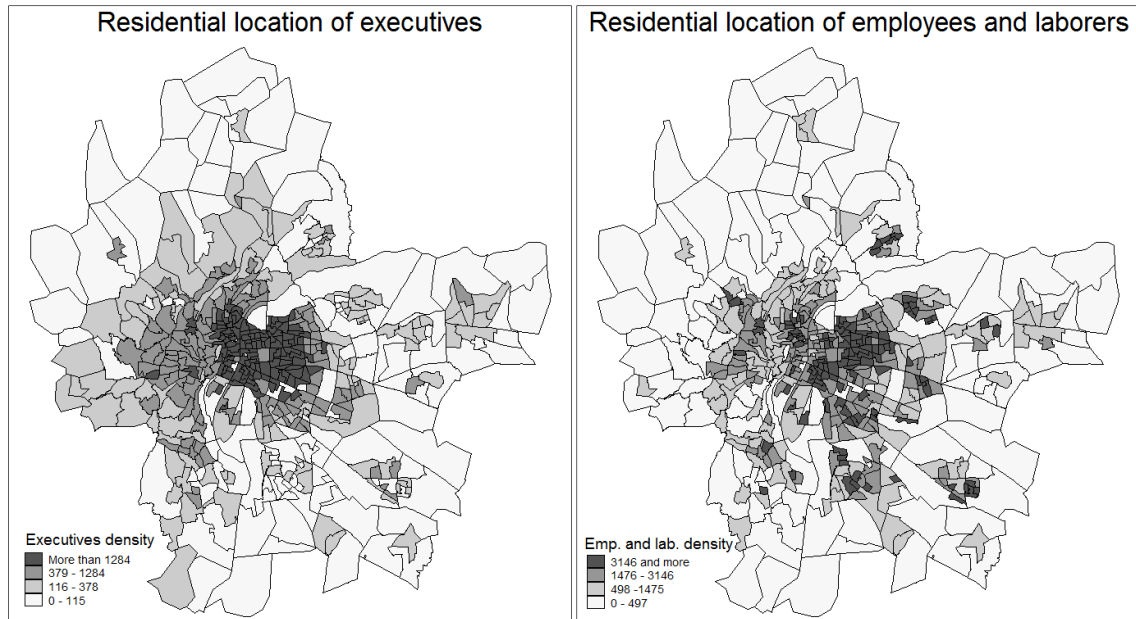 Residential location of executives
Executives density
More than 1284
379 - 1284
116 - 378
0 - 115
Residential location of employees and laborers
Emp. and lab. density
3146 and more
1476 - 3146
498 -1475
0 - 497